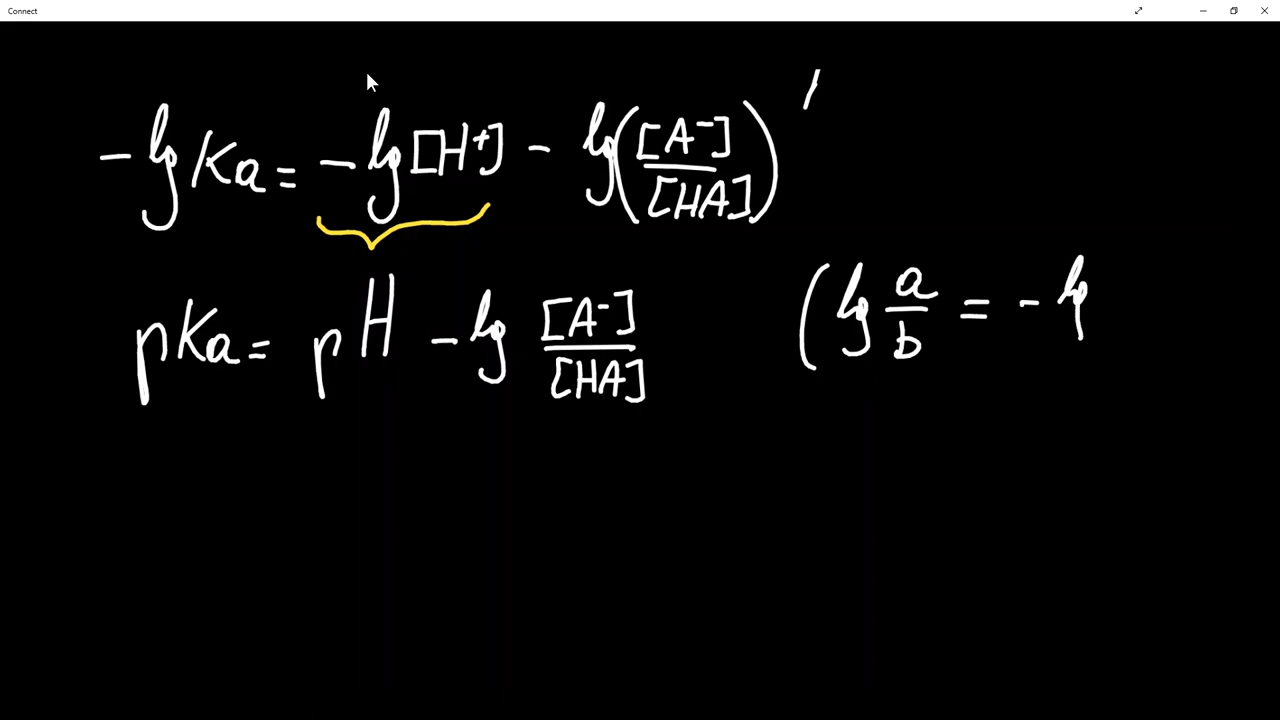 Connect
-lg Ka = -lg [H+] - lg([A-]/[HA])
pKa = pH - lg [A-]/[HA] (lg a/b = - lg